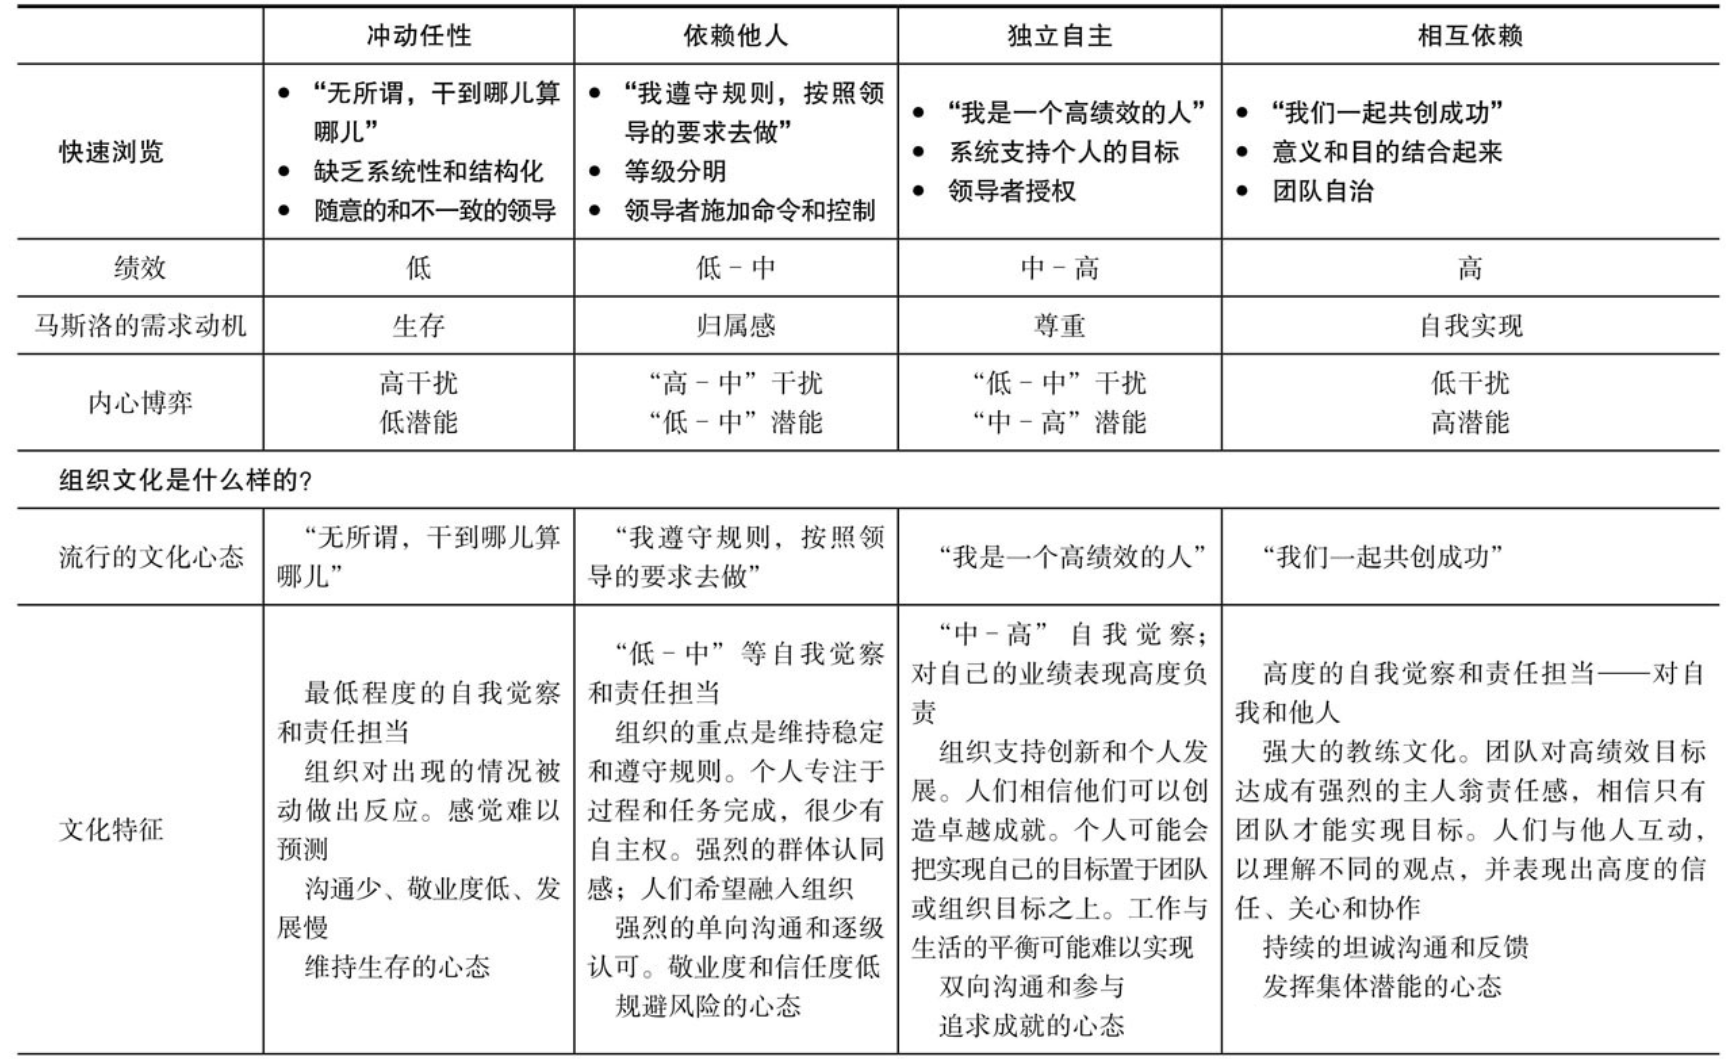 冲动任性 依赖他人 独立自主 相互依赖
快速浏览
● “无所谓，干到哪儿算
哪儿”
● 缺乏系统性和结构化
● 随意的和不一致的领导
● “我遵守规则，按照领
导的要求去做”
● 等级分明
● 领导者施加命令和控制
● “我是一个高绩效的人”
● 系统支持个人的目标
● 领导者授权
● “我们一起共创成功”
● 意义和目的结合起来
● 团队自治
绩效 低 低－中 中－高 高
马斯洛的需求动机 生存 归属感 尊重 自我实现
内心博弈
高干扰
低潜能
“高－中”干扰
“低－中”潜能
“低－中”干扰
“中－高”潜能
低干扰
高潜能
组织文化是什么样的？
流行的文化心态
“无所谓，干到哪儿算
哪儿”
“我遵守规则，按照领
导的要求去做”
“我是一个高绩效的人”
“我们一起共创成功”
文化特征
最低程度的自我觉察
和责任担当
组织对出现的情况被
动做出反应。感觉难以
预测
沟通少、敬业度低、发
展慢
维持生存的心态
“低－中”等自我觉察
和责任担当
组织的重点是维持稳定
和遵守规则。个人专注于
过程和任务完成，很少有
自主权。强烈的群体认同
感；人们希望融入组织
强烈的单向沟通和逐级
认可。敬业度和信任度低
规避风险的心态
“中－高”自我觉察；
对自己的业绩表现高度负
责
组织支持创新和个人发
展。人们相信他们可以创
造卓越成就。个人可能会
把实现自己的目标置于团队
或组织目标之上。工作与
生活的平衡可能难以实现
双向沟通和参与
追求成就的心态
高度的自我觉察和责任担当——对自
我和他人
强大的教练文化。团队对高绩效目标
达成有强烈的主人翁责任感，相信只有
团队才能实现目标。人们与他人互动，
以理解不同的观点，并表现出高度的信
任、关心和协作
持续的坦诚沟通和反馈
发挥集体潜能的心态